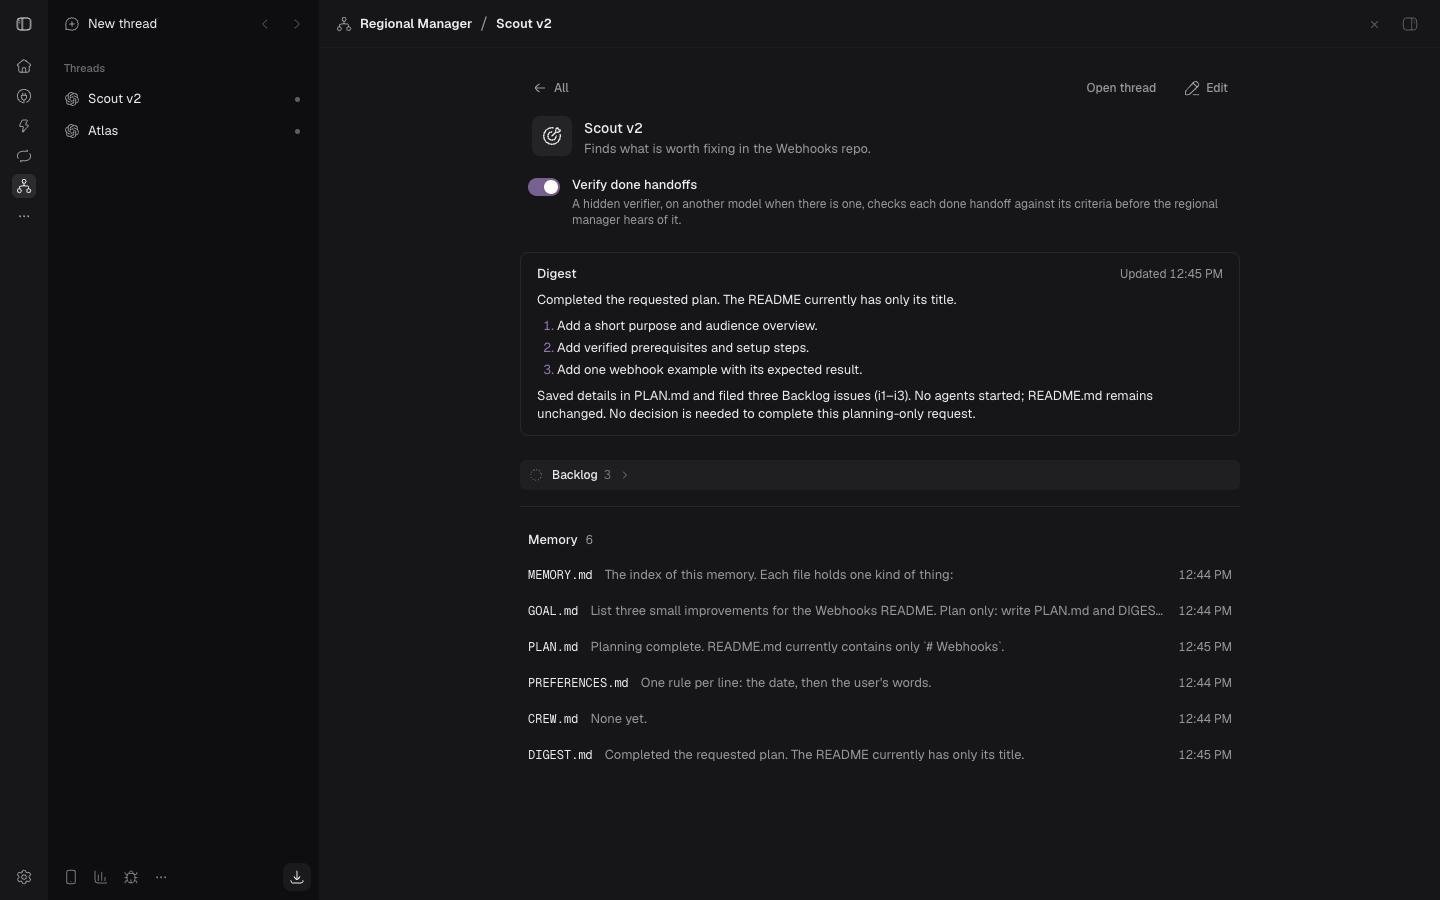 New thread
Threads
Scout v2
Atlas
Regional Manager / Scout v2
All
Open thread
Edit
Scout v2
Finds what is worth fixing in the Webhooks repo.
Verify done handoffs
A hidden verifier, on another model when there is one, checks each done handoff against its criteria before the regional
manager hears of it.
Digest
Updated 12:45 PM
Completed the requested plan. The README currently has only its title.
1. Add a short purpose and audience overview.
2. Add verified prerequisites and setup steps.
3. Add one webhook example with its expected result.
Saved details in PLAN.md and filed three Backlog issues (i1–i3). No agents started; README.md remains
unchanged. No decision is needed to complete this planning-only request.
Backlog 3
Memory 6
MEMORY.md The index of this memory. Each file holds one kind of thing: 12:44 PM
GOAL.md List three small improvements for the Webhooks README. Plan only: write PLAN.md and DIGES… 12:44 PM
PLAN.md Planning complete. README.md currently contains only `# Webhooks`. 12:45 PM
PREFERENCES.md One rule per line: the date, then the user's words. 12:44 PM
CREW.md None yet. 12:44 PM
DIGEST.md Completed the requested plan. The README currently has only its title. 12:45 PM